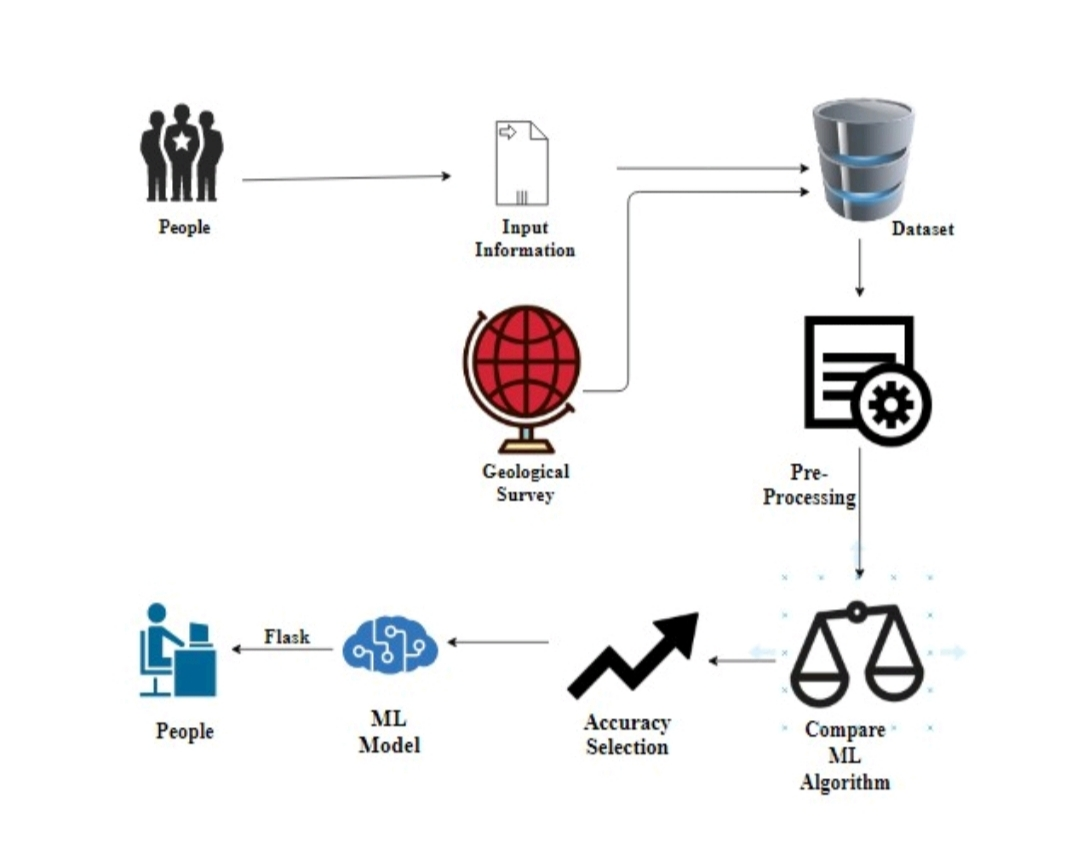 People
Input
Information
Dataset
Geological
Survey
Pre-
Processing
Flask
People
ML
Model
Accuracy
Selection
Compare
ML
Algorithm